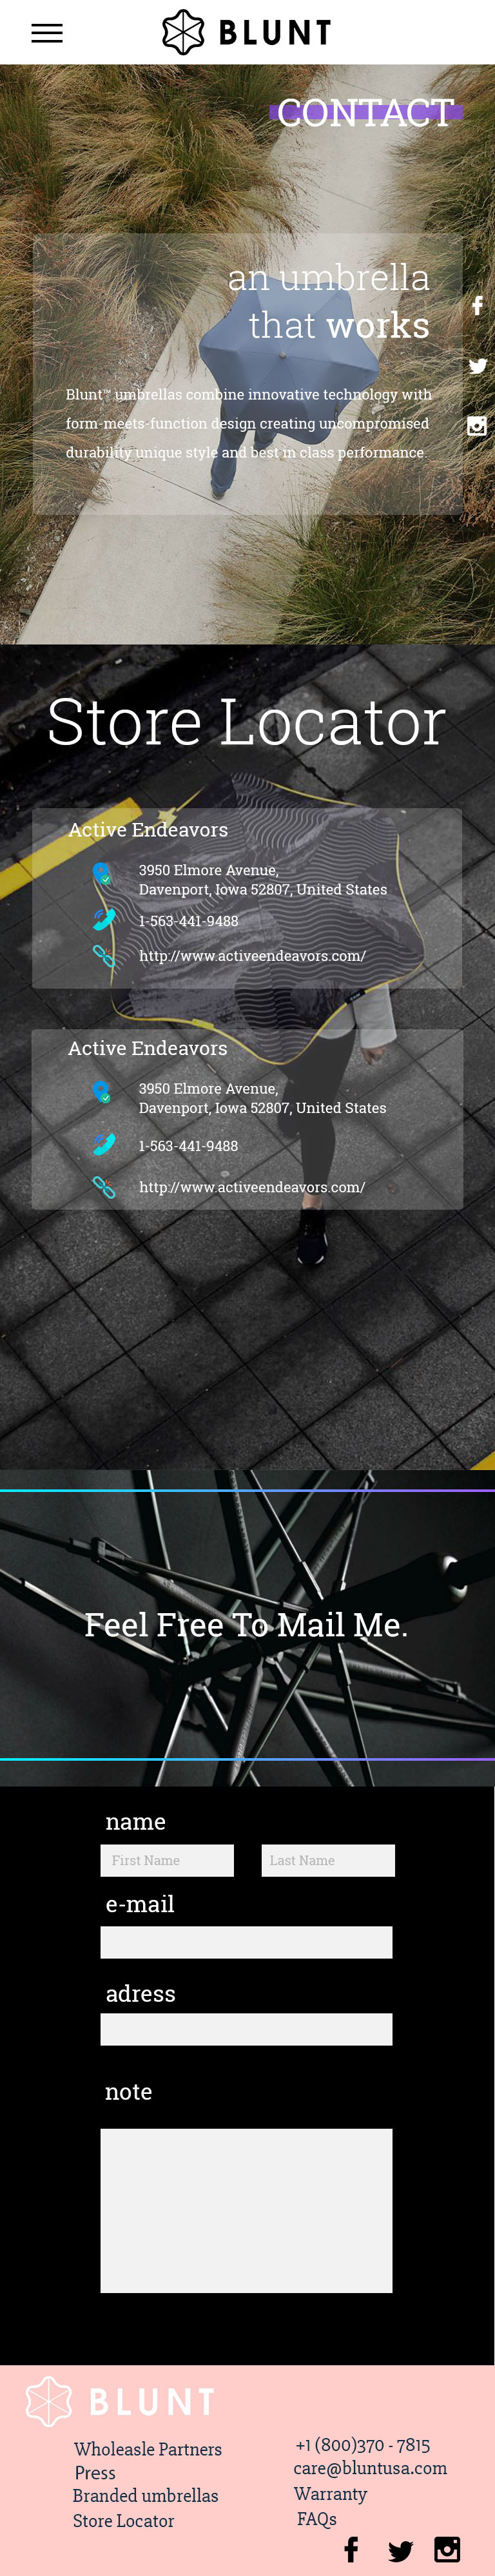 BLUNT
CONTACT
an umbrella
that works
Blunt™ umbrellas combine innovative technology with
form-meets-function design creating uncompromised
durability unique style and best in class performance.
Store Locator
Active Endeavors
3950 Elmore Avenue,
Davenport, Iowa 52807, United States
1-563-441-9488
http://www.activeendeavors.com/
Active Endeavors
3950 Elmore Avenue,
Davenport, Iowa 52807, United States
1-563-441-9488
http://www.activeendeavors.com/
Feel Free To Mail Me.
name
First Name Last Name
e-mail
adress
note
BLUNT
Wholeasle Partners
Press
Branded umbrellas
Store Locator
+1 (800)370 - 7815
care@bluntusa.com
Warranty
FAQs